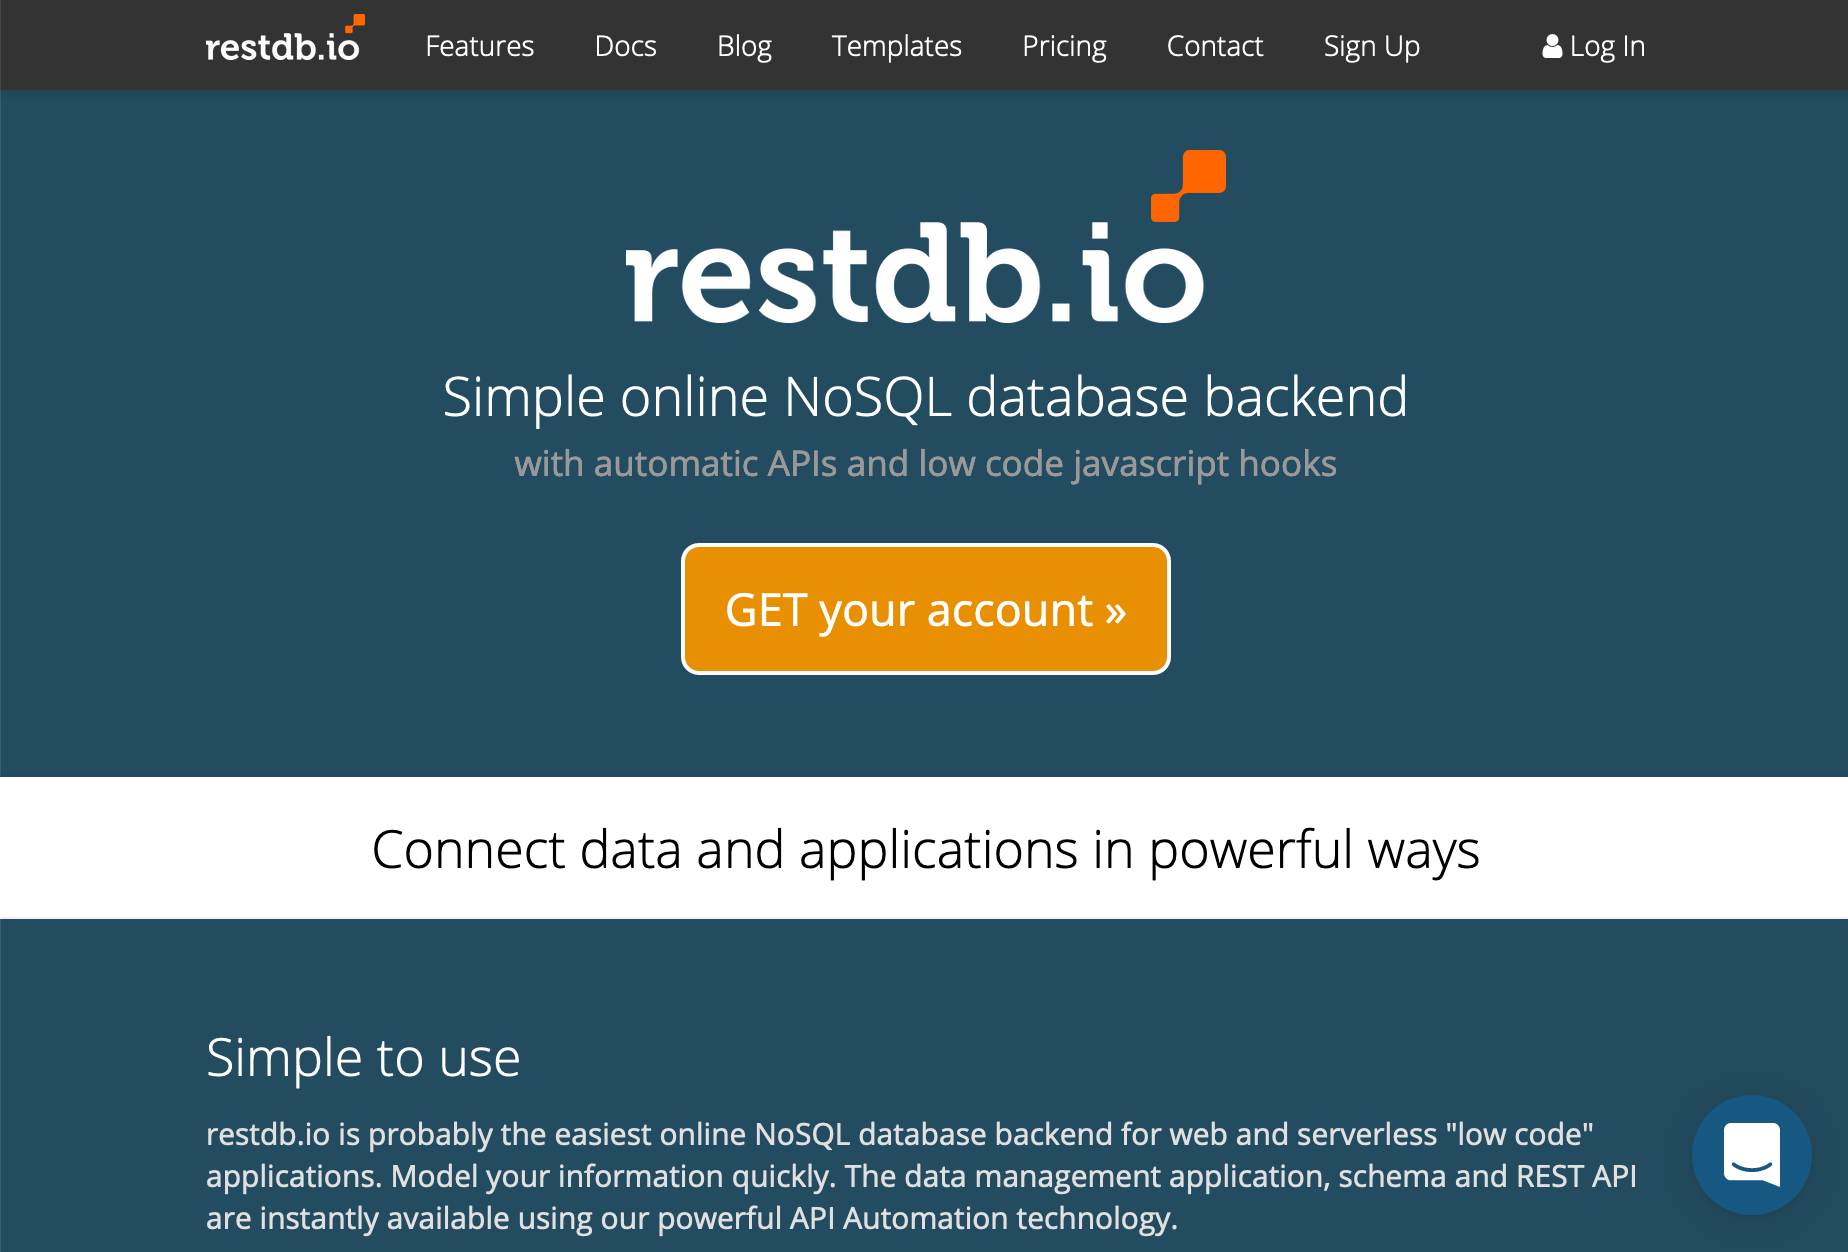 restdb.io Features Docs Blog Templates Pricing Contact Sign Up Log In
restdb.io
Simple online NoSQL database backend
with automatic APIs and low code javascript hooks
GET your account »
Connect data and applications in powerful ways
Simple to use
restdb.io is probably the easiest online NoSQL database backend for web and serverless "low code"
applications. Model your information quickly. The data management application, schema and REST API
are instantly available using our powerful API Automation technology.